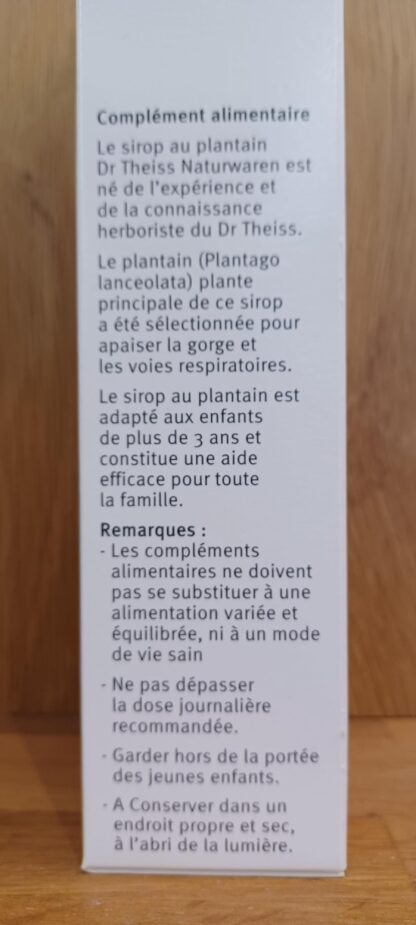 Complément alimentaire
Le sirop au plantain
Dr Theiss Naturwaren est
né de l'expérience et
de la connaissance
herboriste du Dr Theiss.
Le plantain (Plantago
lanceolata) plante
principale de ce sirop
a été sélectionnée pour
apaiser la gorge et
les voies respiratoires.
Le sirop au plantain est
adapté aux enfants
de plus de 3 ans et
constitue une aide
efficace pour toute
la famille.
Remarques :
- Les compléments
alimentaires ne doivent
pas se substituer à une
alimentation variée et
équilibrée, ni à un mode
de vie sain
- Ne pas dépasser
la dose journalière
recommandée.
- Garder hors de la portée
des jeunes enfants.
- A Conserver dans un
endroit propre et sec,
à l'abri de la lumière.